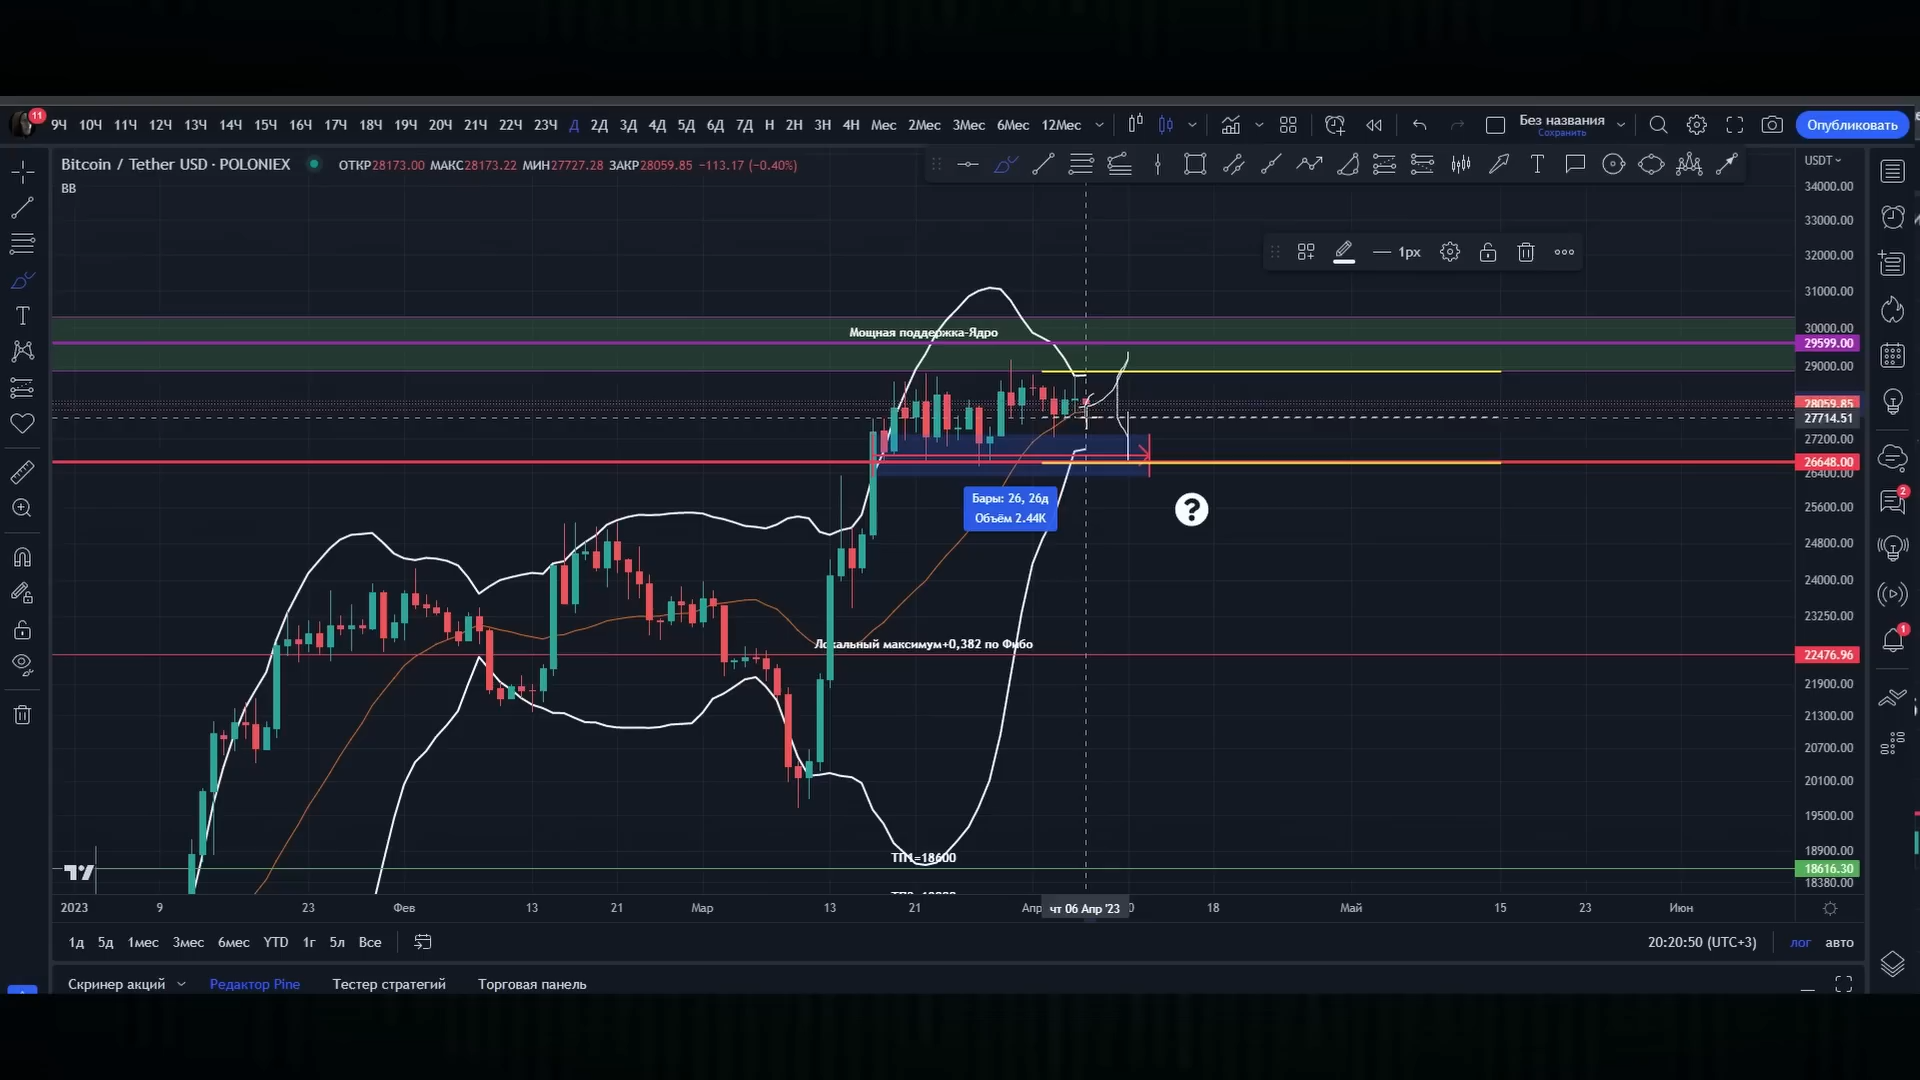 11
9Ч 10Ч 11Ч 12Ч 13Ч 14Ч 15Ч 16Ч 17Ч 18Ч 19Ч 20Ч 21Ч 22Ч 23Ч Д 2Д 3Д 4Д 5Д 6Д 7Д Н 2Н 3Н 4Н Мес 2Мес 3Мес 6Мес 12Мес
Без названия
Сохранить
Опубликовать
Bitcoin / Tether USD · POLONIEX ОТКР28173.00 МАКС28173.22 МИН27727.28 ЗАКР28059.85 −113.17 (−0.40%)
BB
USDT
34000.00
33000.00
1px
32000.00
31000.00
30000.00
Мощная поддержка-Ядро
29599.00
29000.00
28059.85
27714.51
27200.00
26648.00
26400.00
Бары: 26, 26д
Объём 2.44K
?
25600.00
24800.00
24000.00
23250.00
Локальный максимум+0,382 по Фибо
22476.96
21900.00
21300.00
20700.00
20100.00
19500.00
18900.00
ТП1=18600
18616.30
18380.00
2023 9 23 Фев 13 21 Мар 13 21 Апр чт 06 Апр '23 18 Май 15 23 Июн
1д 5д 1мес 3мес 6мес YTD 1г 5л Все
20:20:50 (UTC+3) лог авто
Скринер акций Редактор Pine Тестер стратегий Торговая панель
2
1